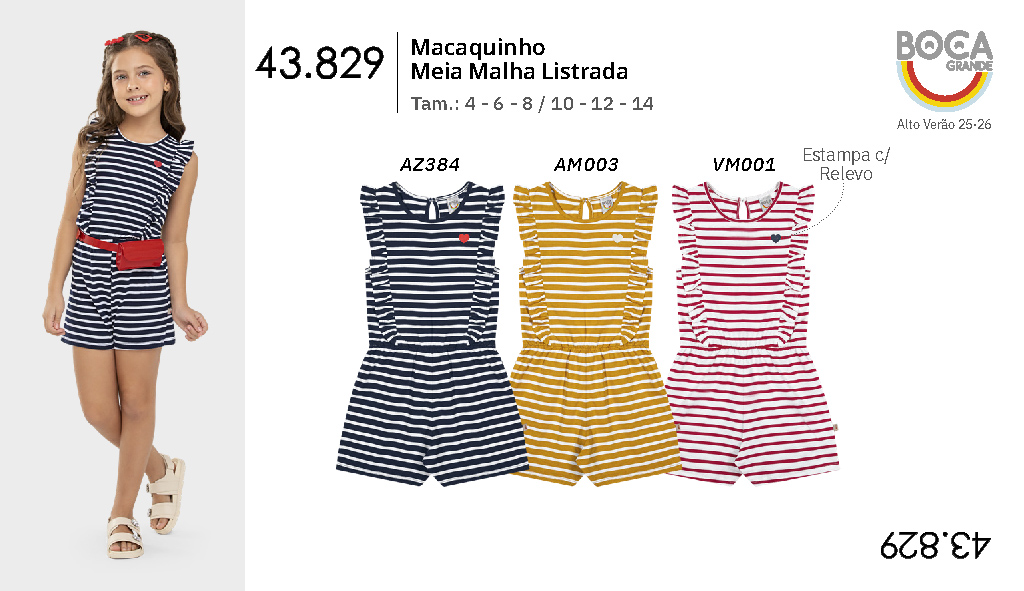 43.829
Macaquinho
Meia Malha Listrada
Tam.: 4 - 6 - 8 / 10 - 12 - 14
BOCA
GRANDE
Alto Verão 25-26
AZ384
AM003
VM001
Estampa c/
Relevo
43.829